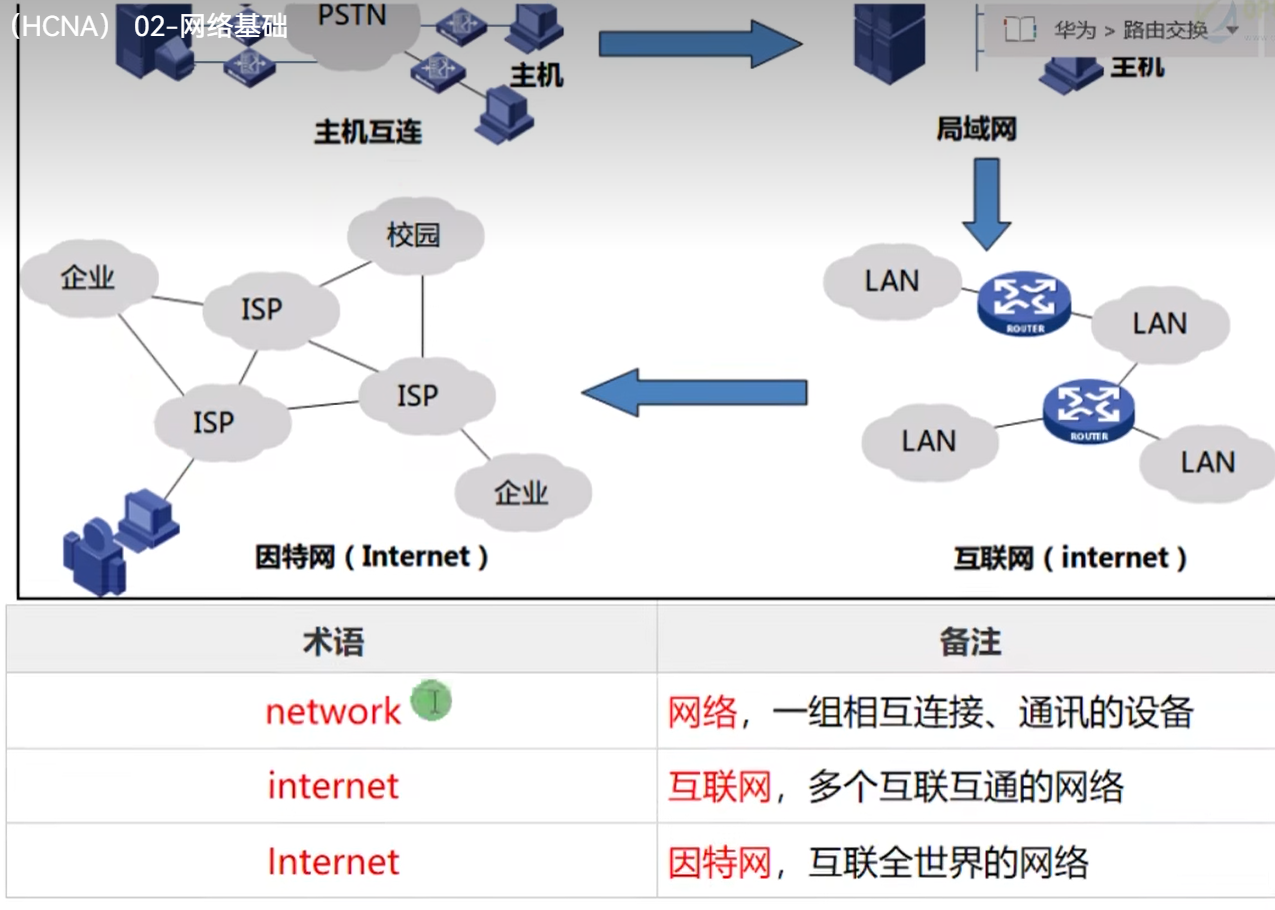 (HCNA) 02-网络基础
华为 > 路由交换
PSTN
主机
主机
主机互连
局域网
校园
企业
ISP
ISP
ISP
企业
LAN
ROUTER
LAN
ROUTER
LAN
LAN
因特网(Internet)
互联网(internet)
术语 备注
network 网络，一组相互连接、通讯的设备
internet 互联网，多个互联互通的网络
Internet 因特网，互联全世界的网络